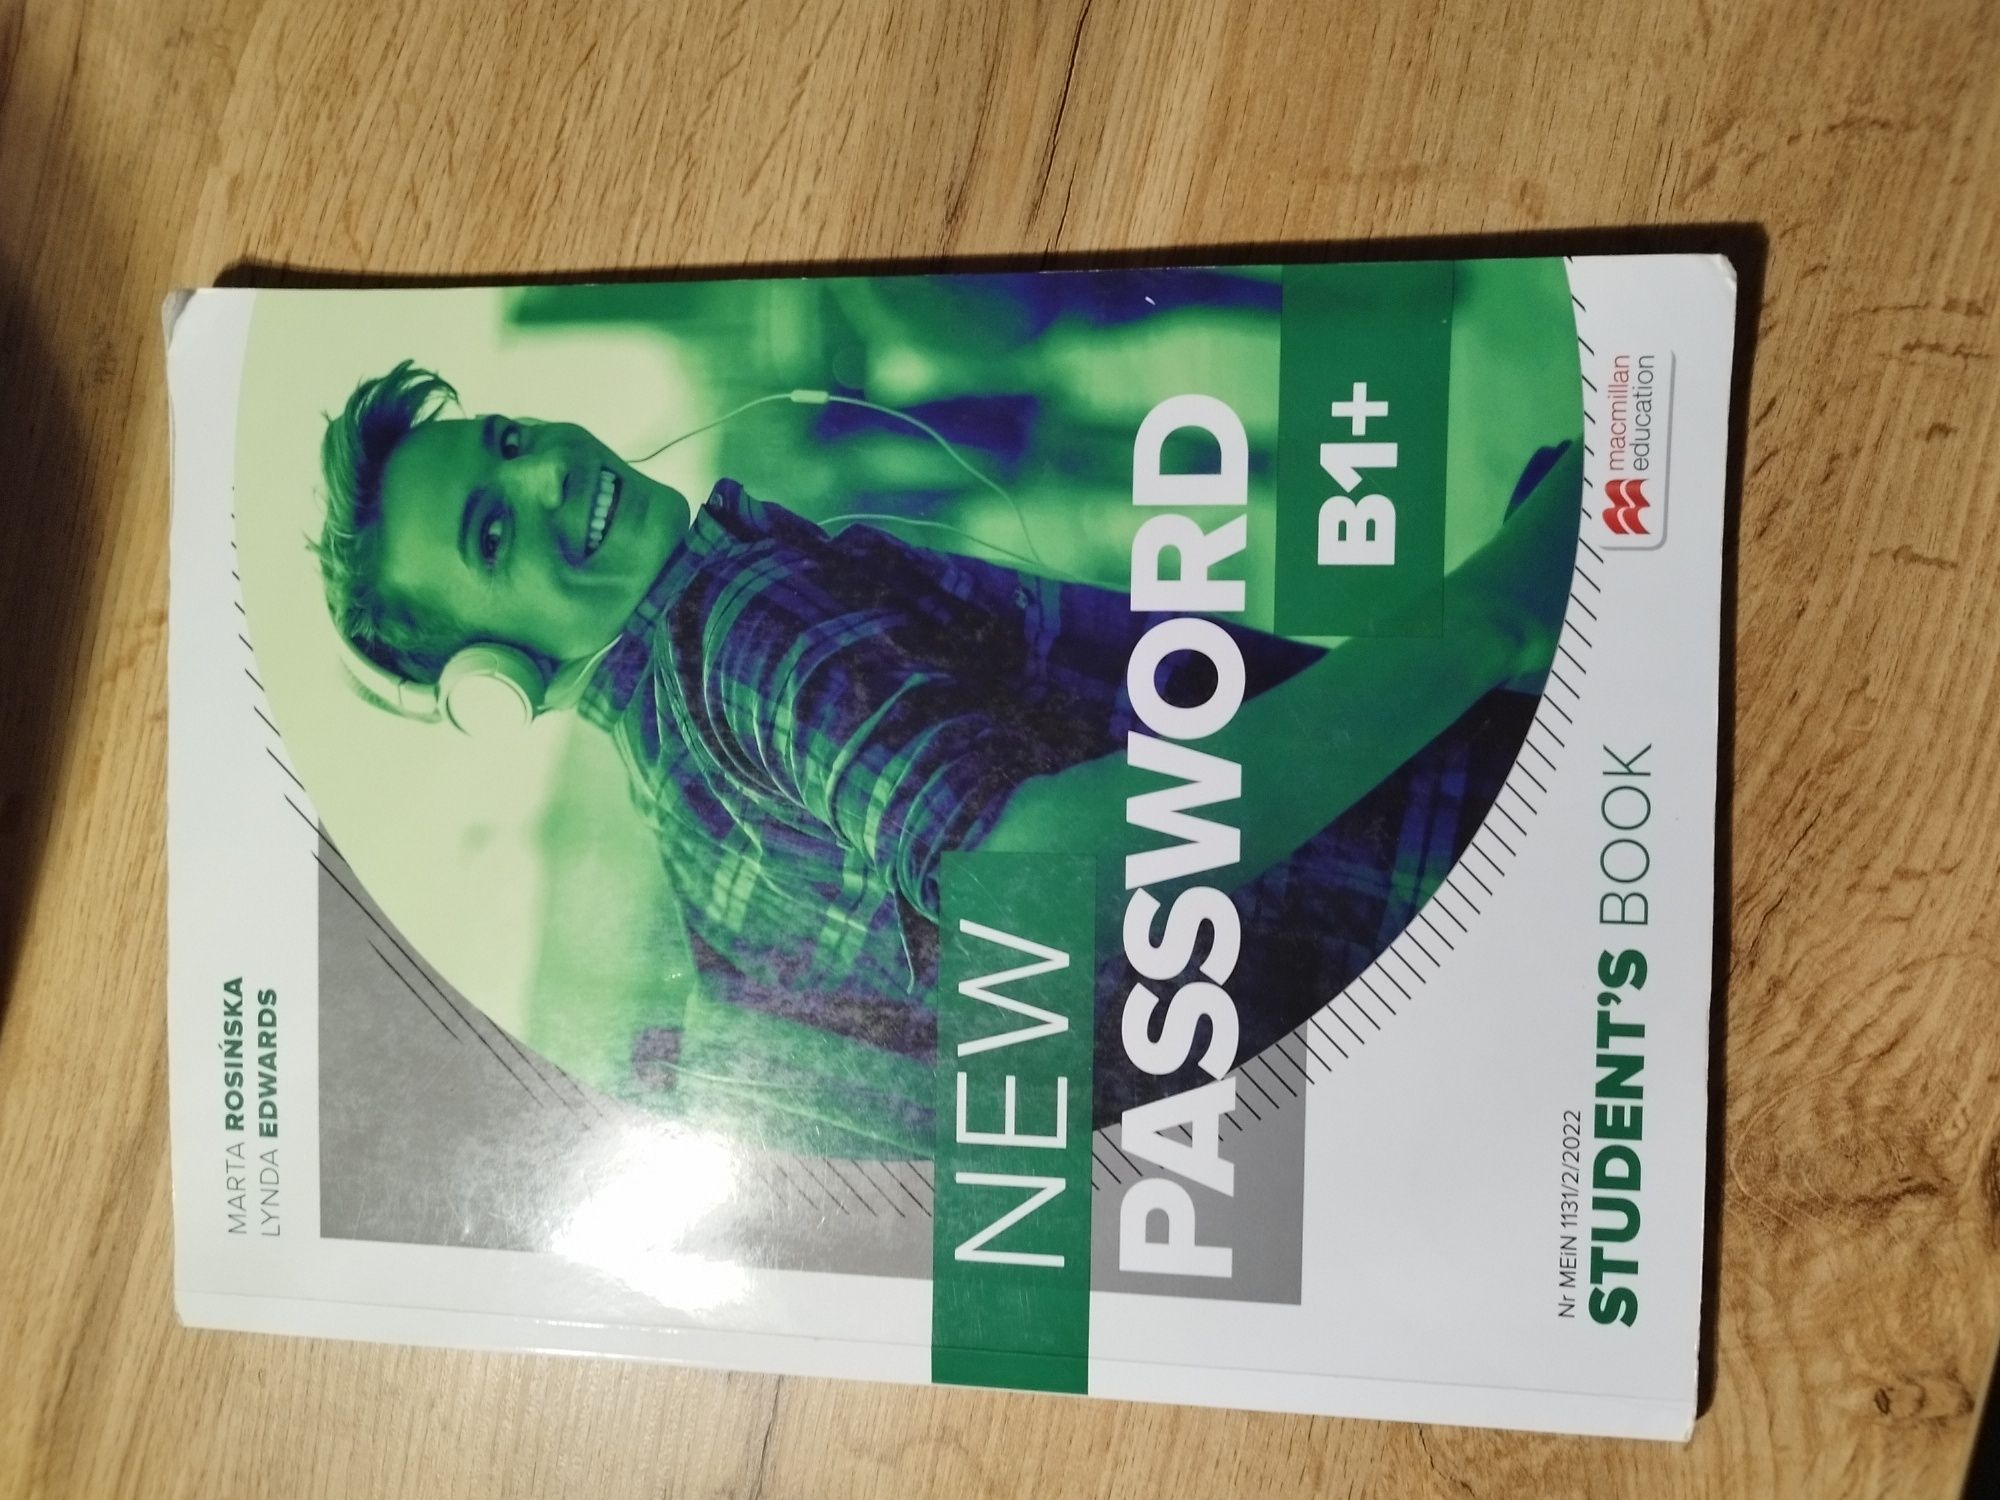 MARTA ROSIŃSKA
LYNDA EDWARDS
NEW
PASSWORD
B1+
Nr MEiN 1131/2/2022
STUDENT'S BOOK
macmillan
education